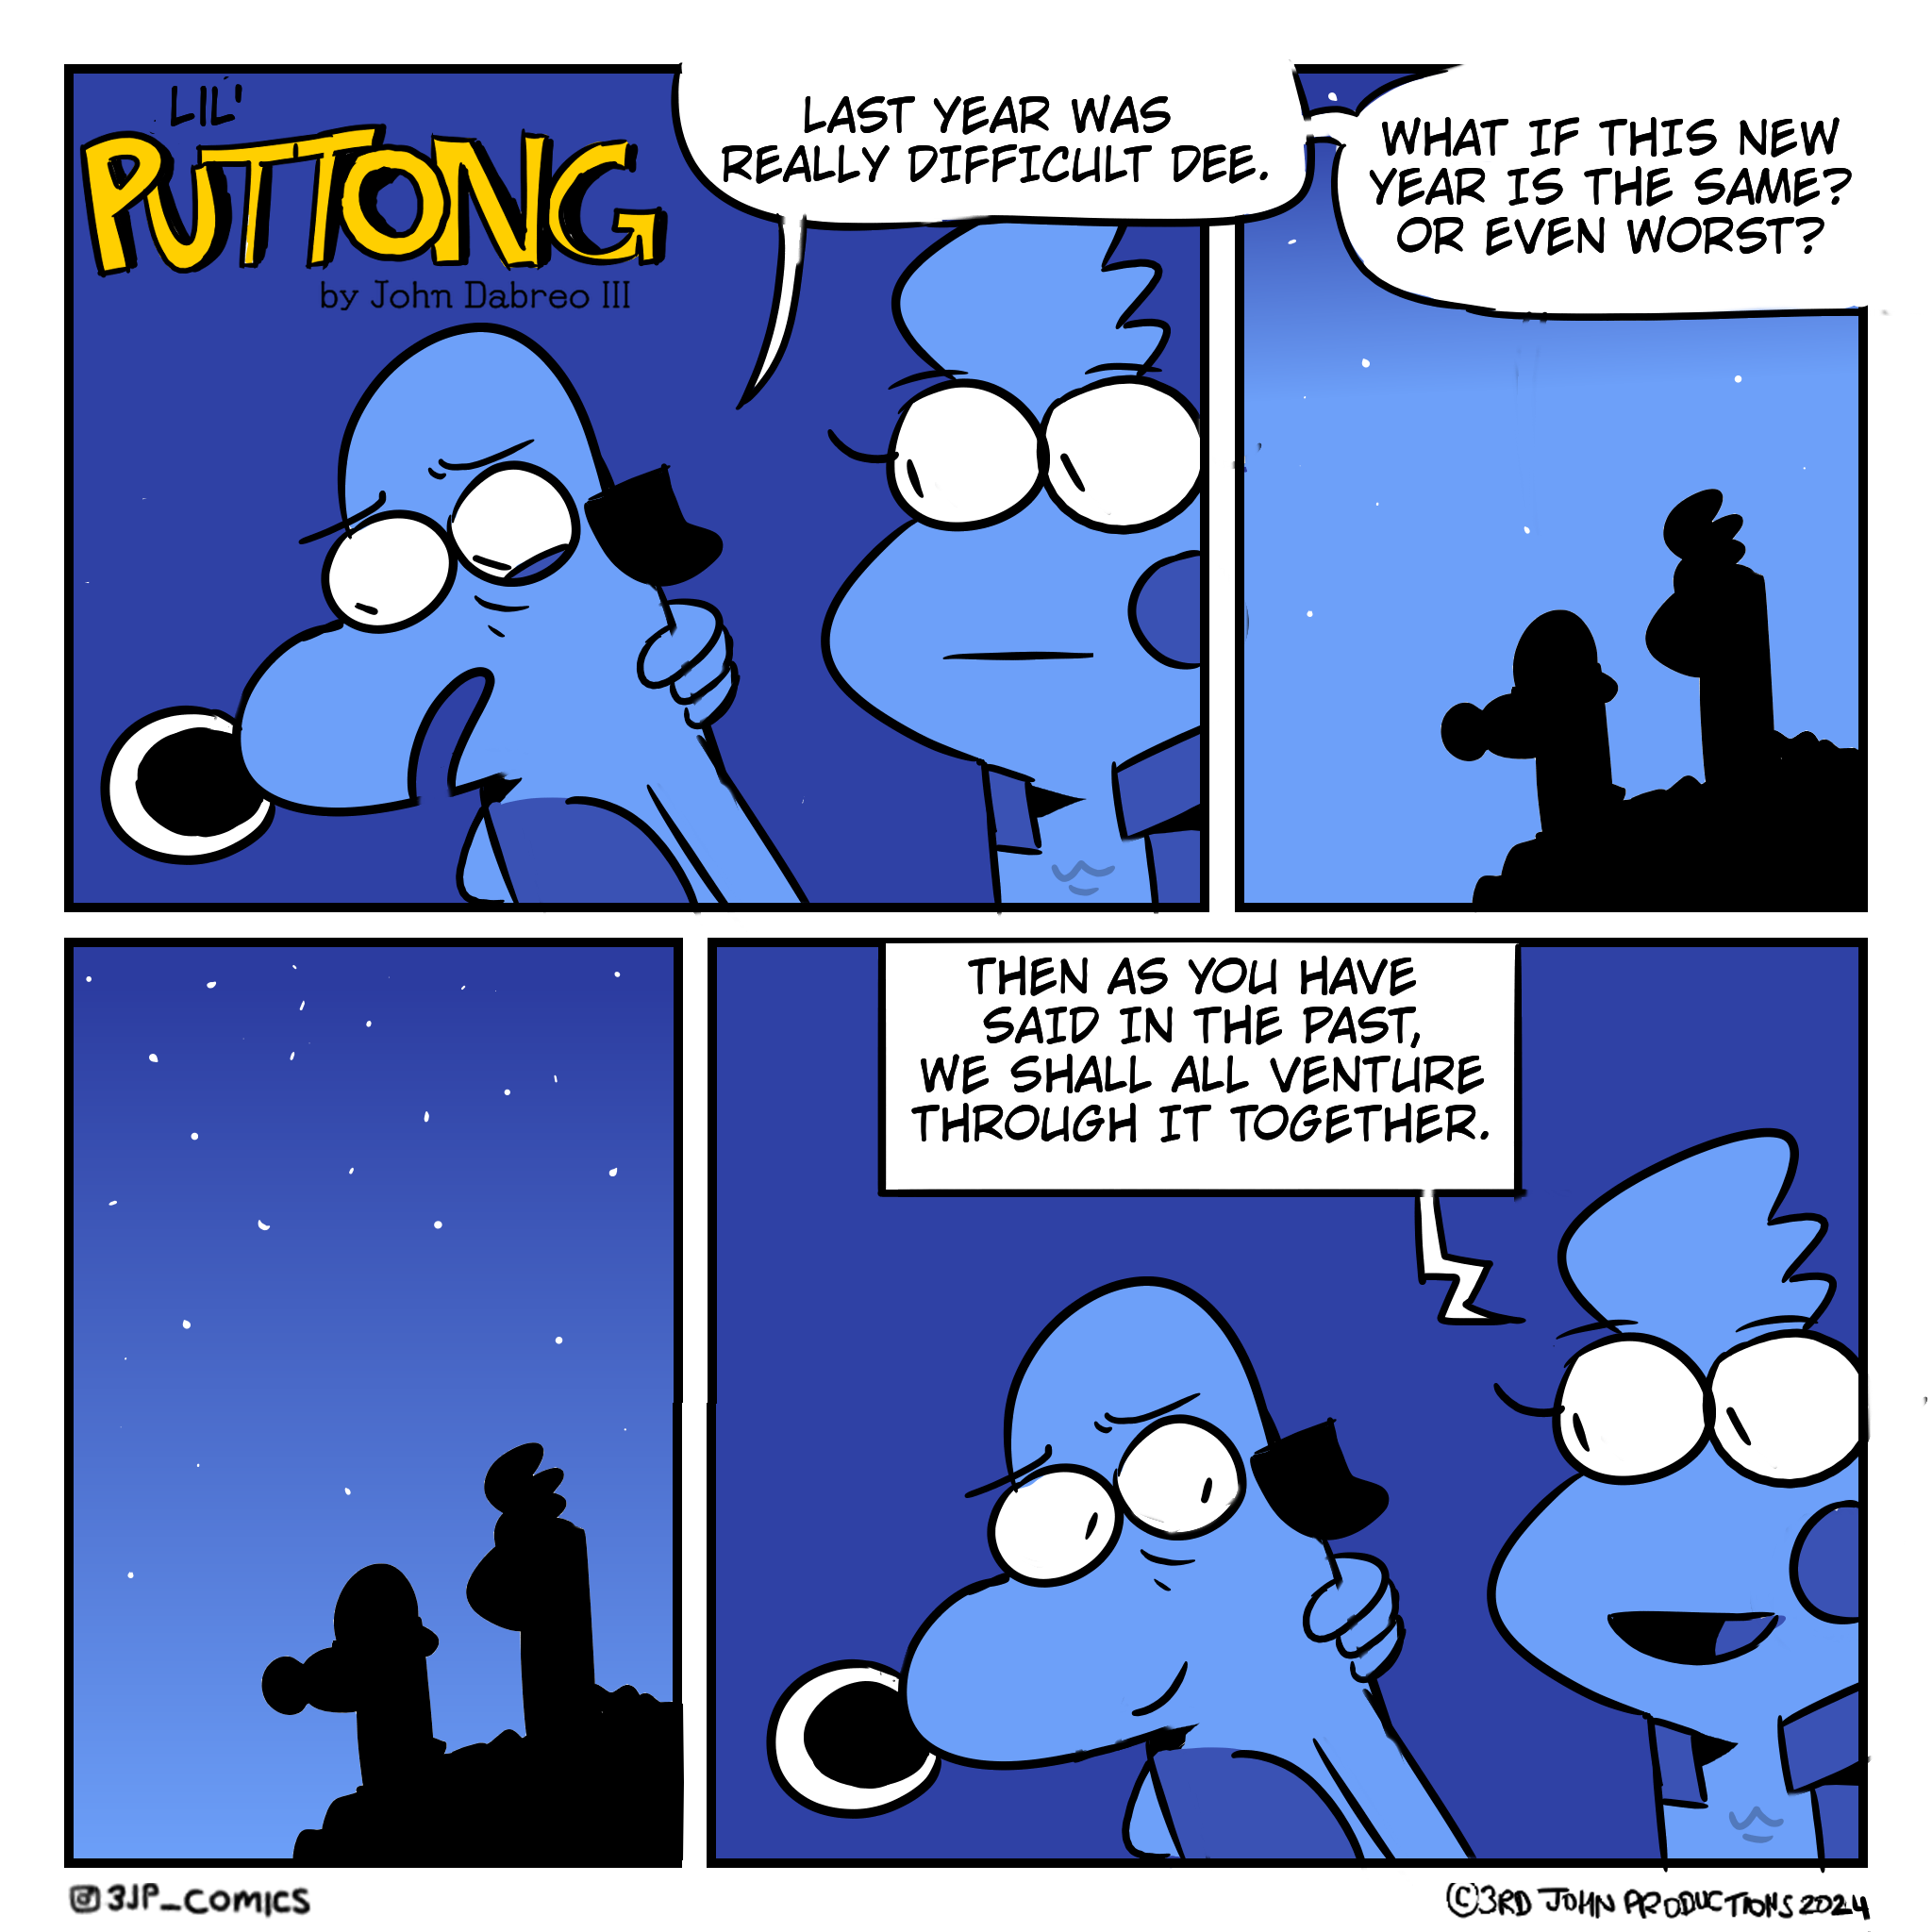 LIL'
PUTTONG
by John Dabreo III
LAST YEAR WAS
REALLY DIFFICULT DEE.
WHAT IF THIS NEW
YEAR IS THE SAME?
OR EVEN WORST?
THEN AS YOU HAVE
SAID IN THE PAST,
WE SHALL ALL VENTURE
THROUGH IT TOGETHER.
3JP_COMICS
©3RD JOHN PRODUCTIONS 2024